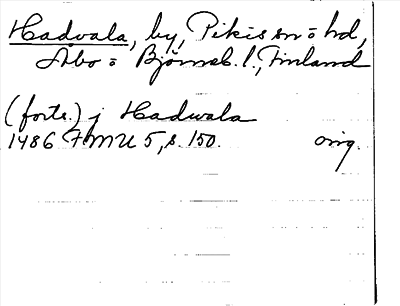 Hadvala, by, Pikis sn o hd,
Åbo o Björneb. l., Finland
(forts.) j Hadwala
1486 FMU 5, s. 150. orig.